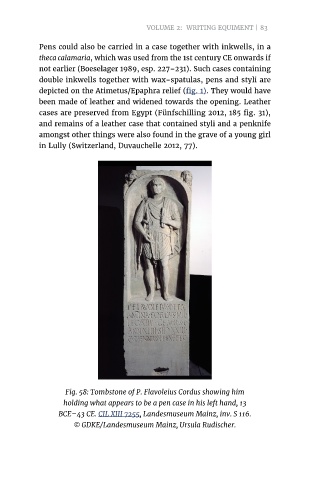 VOLUME 2: WRITING EQUIMENT | 83
Pens could also be carried in a case together with inkwells, in a
theca calamaria, which was used from the 1st century CE onwards if
not earlier (Boeselager 1989, esp. 227–231). Such cases containing
double inkwells together with wax-spatulas, pens and styli are
depicted on the Atimetus/Epaphra relief (fig. 1). They would have
been made of leather and widened towards the opening. Leather
cases are preserved from Egypt (Fünfschilling 2012, 185 fig. 31),
and remains of a leather case that contained styli and a penknife
amongst other things were also found in the grave of a young girl
in Lully (Switzerland, Duvauchelle 2012, 77).
Fig. 58: Tombstone of P. Flavoleius Cordus showing him
holding what appears to be a pen case in his left hand, 13
BCE–43 CE. CIL XIII 7255, Landesmuseum Mainz, inv. S 116.
© GDKE/Landesmuseum Mainz, Ursula Rudischer.